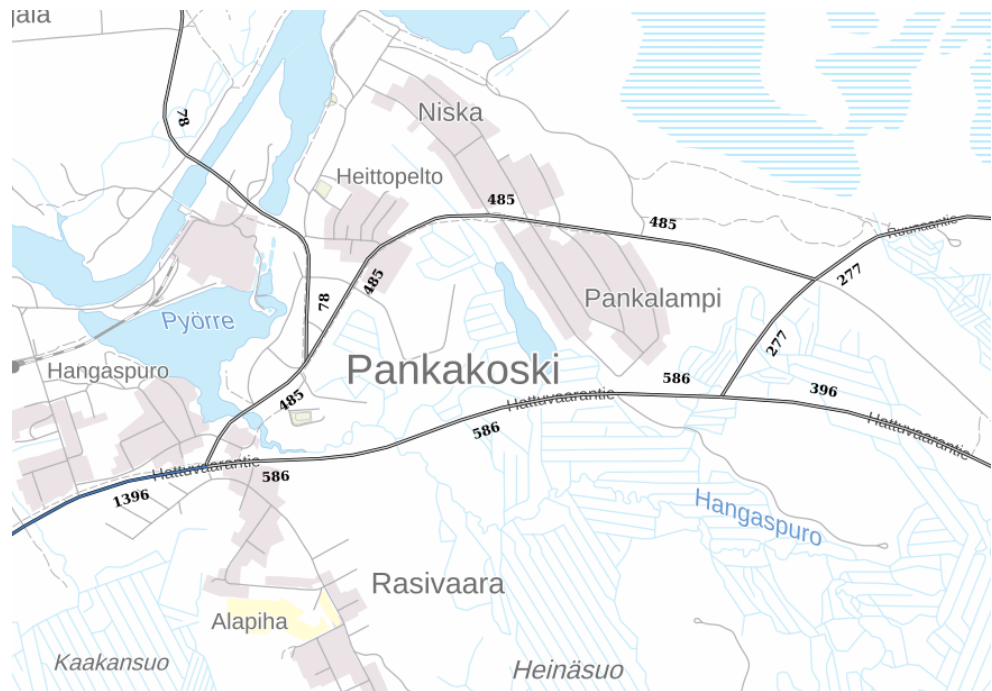 jala
Niska
78
Heittopelto
485
485
Ruunaantie
485
277
78
Pankalampi
Pyörre
277
Hangaspuro
Pankakoski
586
396
485
Hattuvaarantie
586
Hattuvaarantie
Hattuvaarantie
586
1396
Hangaspuro
Rasivaara
Alapiha
Kaakansuo
Heinäsuo